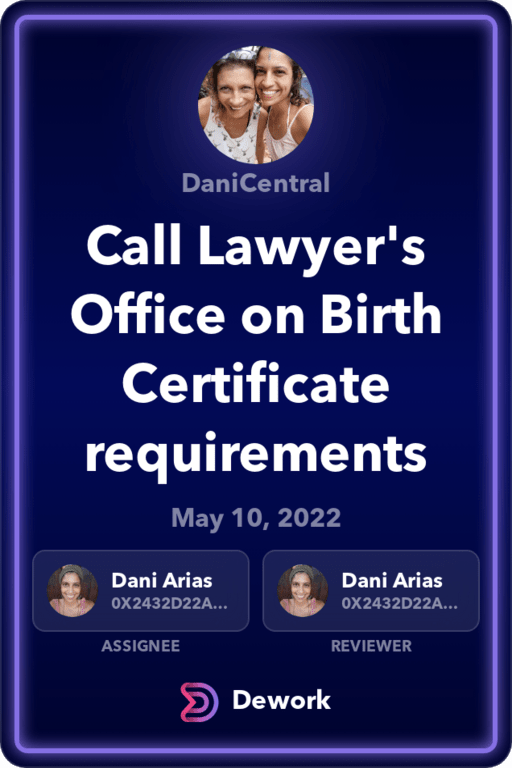 DaniCentral
Call Lawyer's
Office on Birth
Certificate
requirements
May 10, 2022
Dani Arias
0X2432D22A...
ASSIGNEE
Dani Arias
0X2432D22A...
REVIEWER
Dework